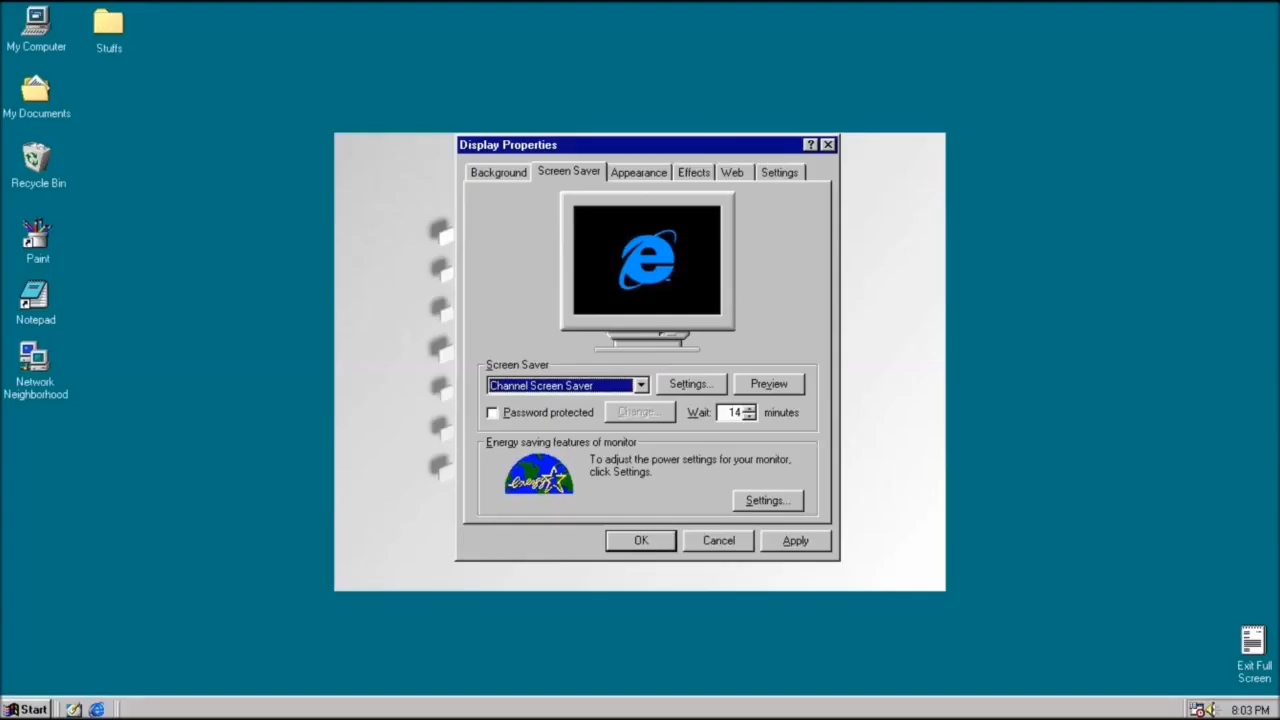 My Computer
Stuffs
My Documents
Recycle Bin
Paint
Notepad
Network
Neighborhood
Display Properties
Background Screen Saver Appearance Effects Web Settings
Screen Saver
Channel Screen Saver Settings... Preview
Password protected Change... Wait: 14 minutes
Energy saving features of monitor
To adjust the power settings for your monitor,
click Settings.
energy
Settings...
OK Cancel Apply
Exit Full
Screen
Start 8:03 PM